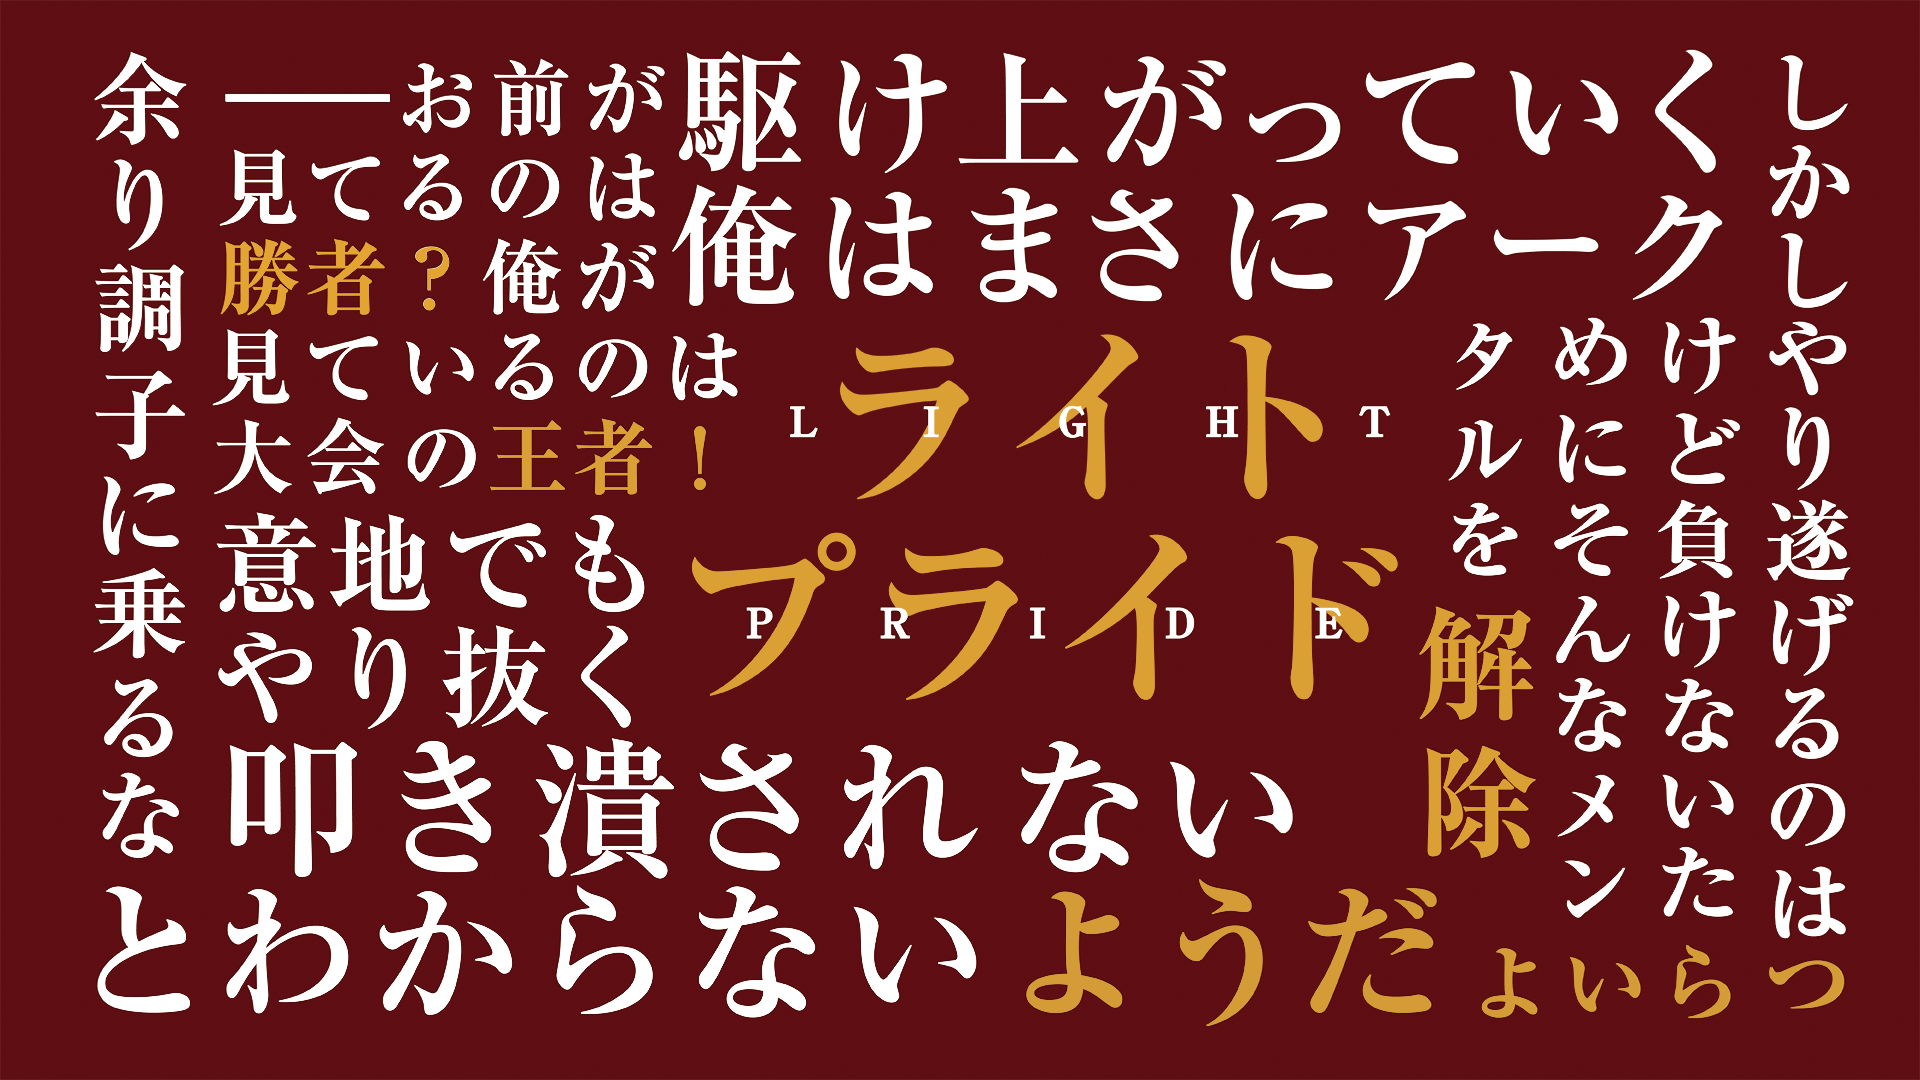 余り調子に乗るな
——お前が
見てるのは
勝者？俺が
見ているのは
大会の王者！
意地でも
やり抜く
叩き潰されない
とわからないようだ
駆け上がっていく
俺はまさにアーク
ライト
LIGHT
プライド
PRIDE
しかしやり遂げるのはつらいよ
けど負けないた
めにそんなメン
タルを解除